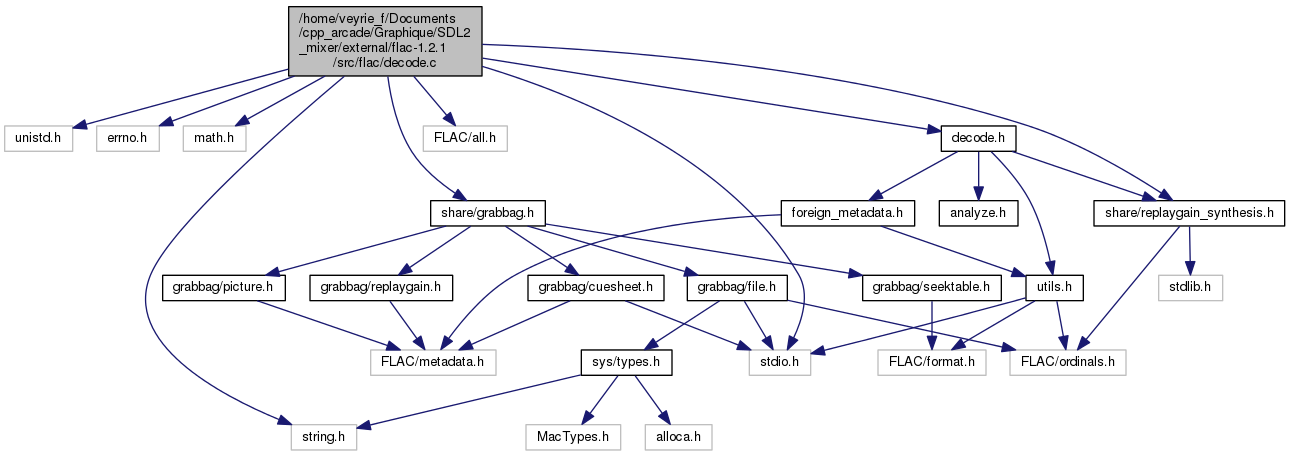 /home/veyrie_f/Documents
/cpp_arcade/Graphique/SDL2
_mixer/external/flac-1.2.1
/src/flac/decode.c
unistd.h
errno.h
math.h
FLAC/all.h
decode.h
share/grabbag.h
foreign_metadata.h
analyze.h
share/replaygain_synthesis.h
grabbag/picture.h
grabbag/replaygain.h
grabbag/cuesheet.h
grabbag/file.h
grabbag/seektable.h
utils.h
stdlib.h
FLAC/metadata.h
sys/types.h
stdio.h
FLAC/format.h
FLAC/ordinals.h
string.h
MacTypes.h
alloca.h